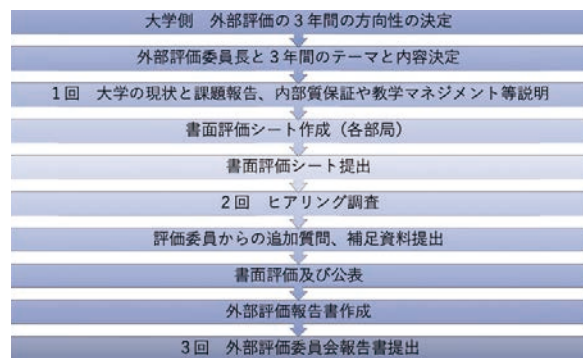 大学側　外部評価の３年間の方向性の決定
外部評価委員長と３年間のテーマと内容決定
１回　大学の現状と課題報告、内部質保証や教学マネジメント等説明
書面評価シート作成（各部局）
書面評価シート提出
２回　ヒアリング調査
評価委員からの追加質問、補足資料提出
書面評価及び公表
外部評価報告書作成
３回　外部評価委員会報告書提出